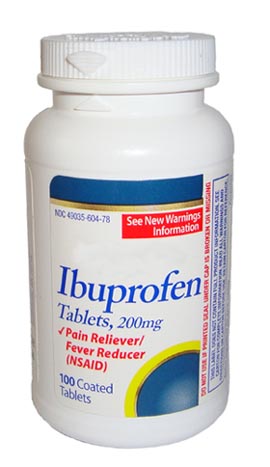 NDC 49035-604-78
See New Warnings
Information
Ibuprofen
Tablets, 200mg
✓Pain Reliever/
Fever Reducer
(NSAID)
100 Coated
Tablets
DO NOT USE IF PRINTED SEAL UNDER CAP IS BROKEN OR MISSING